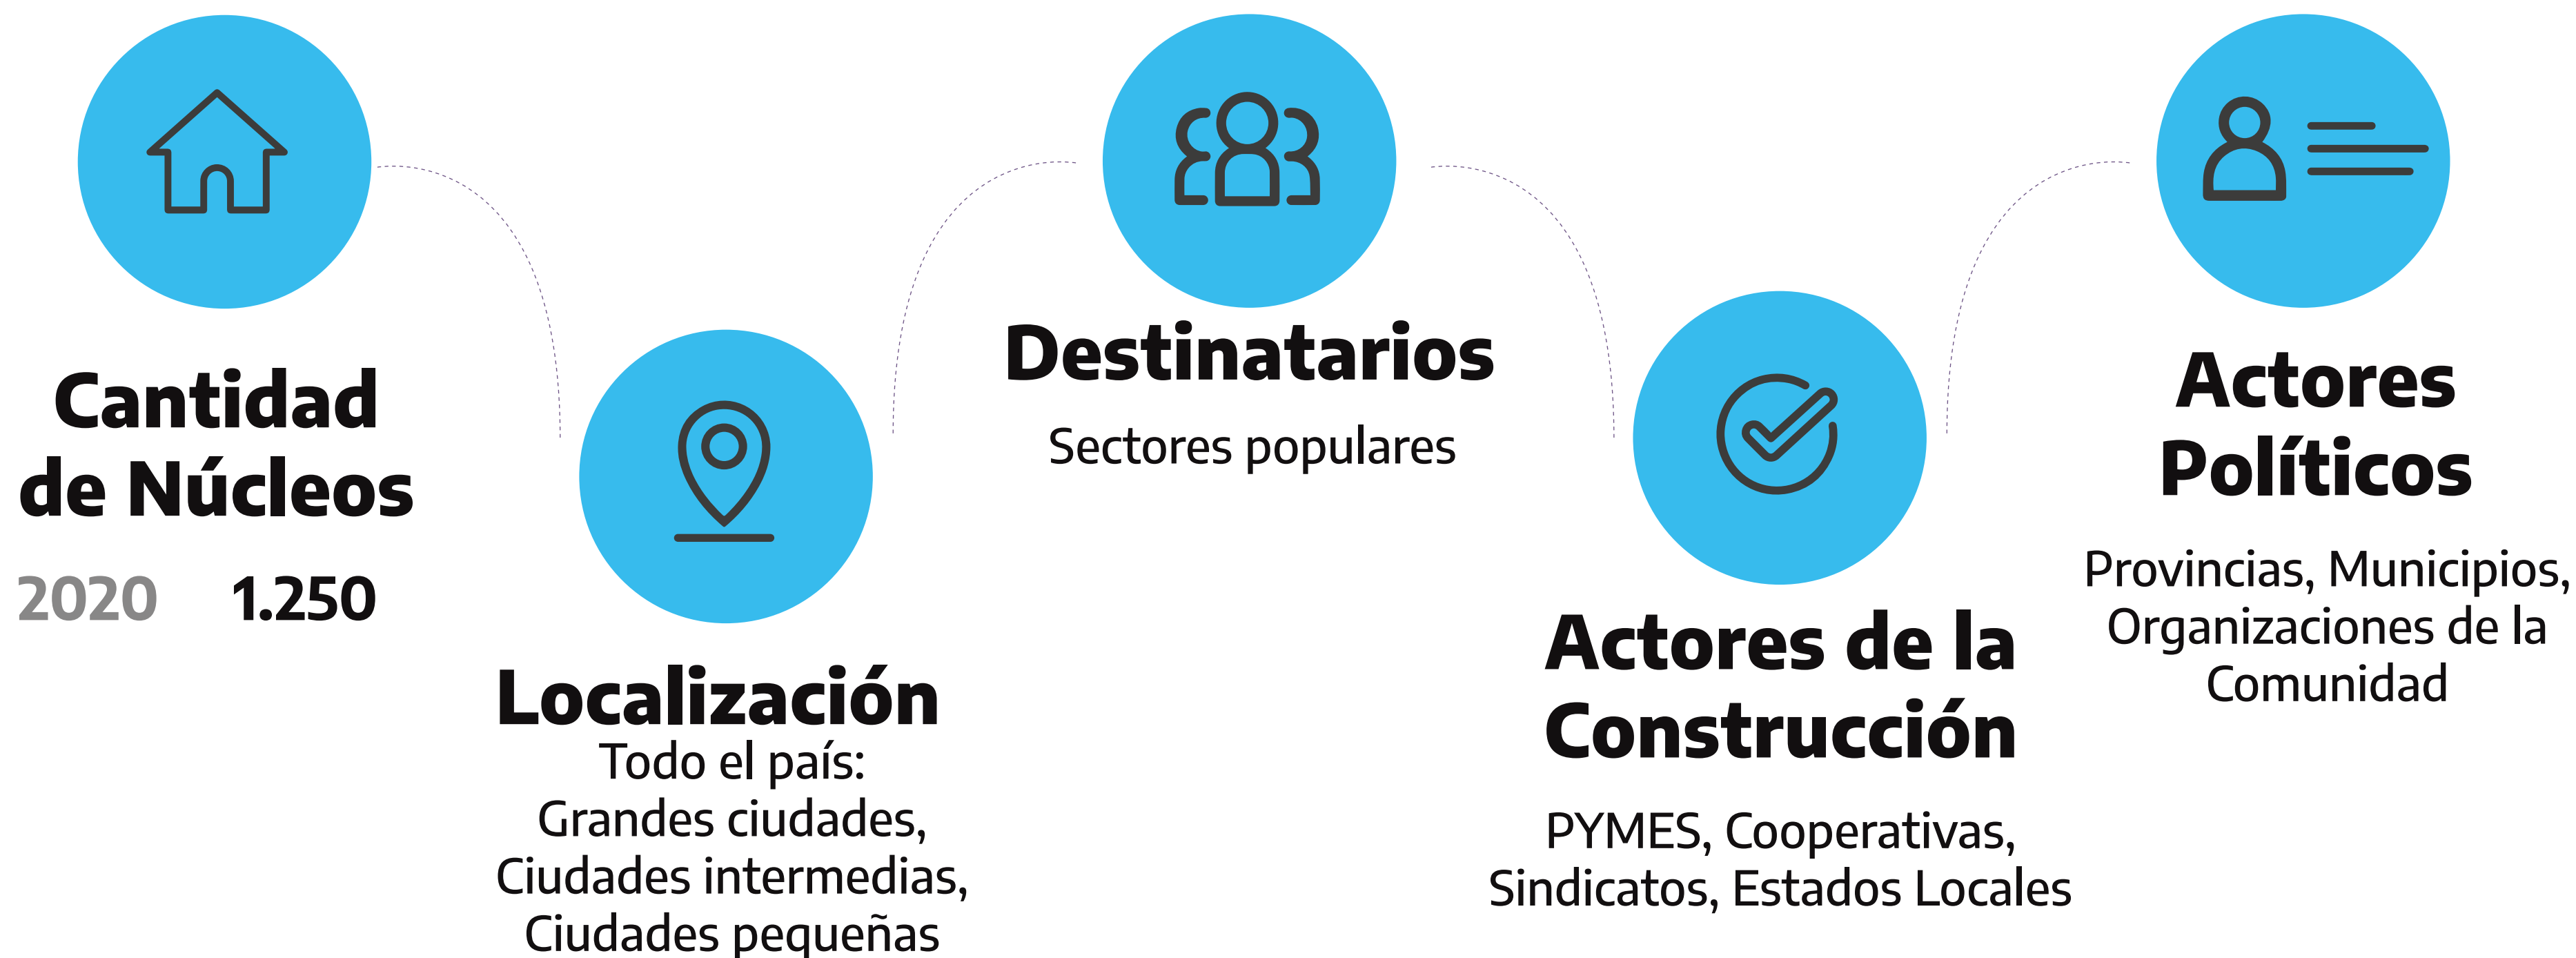 Cantidad
de Núcleos
2020 1.250
Localización
Todo el país:
Grandes ciudades,
Ciudades intermedias,
Ciudades pequeñas
Destinatarios
Sectores populares
Actores de la
Construcción
PYMES, Cooperativas,
Sindicatos, Estados Locales
Actores
Políticos
Provincias, Municipios,
Organizaciones de la
Comunidad